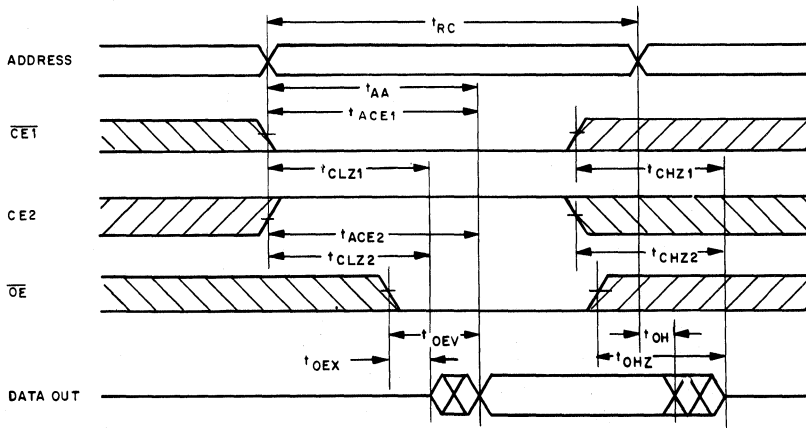 tRC
ADDRESS
tAA
tACE1
CE1
tCLZ1
tCHZ1
CE2
tACE2
tCLZ2
tCHZ2
OE
tOEV
tOH
tOEX
tOHZ
DATA OUT